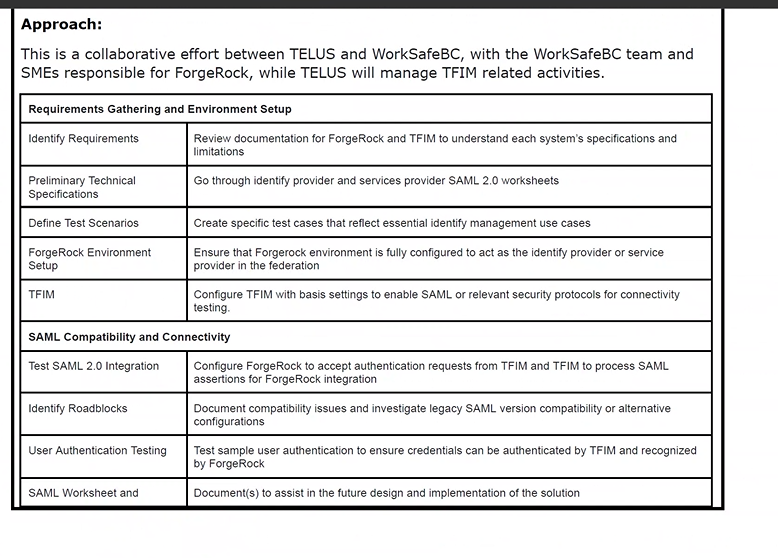 Approach:
This is a collaborative effort between TELUS and WorkSafeBC, with the WorkSafeBC team and
SMEs responsible for ForgeRock, while TELUS will manage TFIM related activities.
Requirements Gathering and Environment Setup
Identify Requirements
Review documentation for ForgeRock and TFIM to understand each system's specifications and
limitations
Preliminary Technical
Specifications
Go through identify provider and services provider SAML 2.0 worksheets
Define Test Scenarios
Create specific test cases that reflect essential identify management use cases
ForgeRock Environment
Setup
Ensure that Forgerock environment is fully configured to act as the identify provider or service
provider in the federation
TFIM
Configure TFIM with basis settings to enable SAML or relevant security protocols for connectivity
testing.
SAML Compatibility and Connectivity
Test SAML 2.0 Integration
Configure ForgeRock to accept authentication requests from TFIM and TFIM to process SAML
assertions for ForgeRock integration
Identify Roadblocks
Document compatibility issues and investigate legacy SAML version compatibility or alternative
configurations
User Authentication Testing
Test sample user authentication to ensure credentials can be authenticated by TFIM and recognized
by ForgeRock
SAML Worksheet and
Document(s) to assist in the future design and implementation of the solution